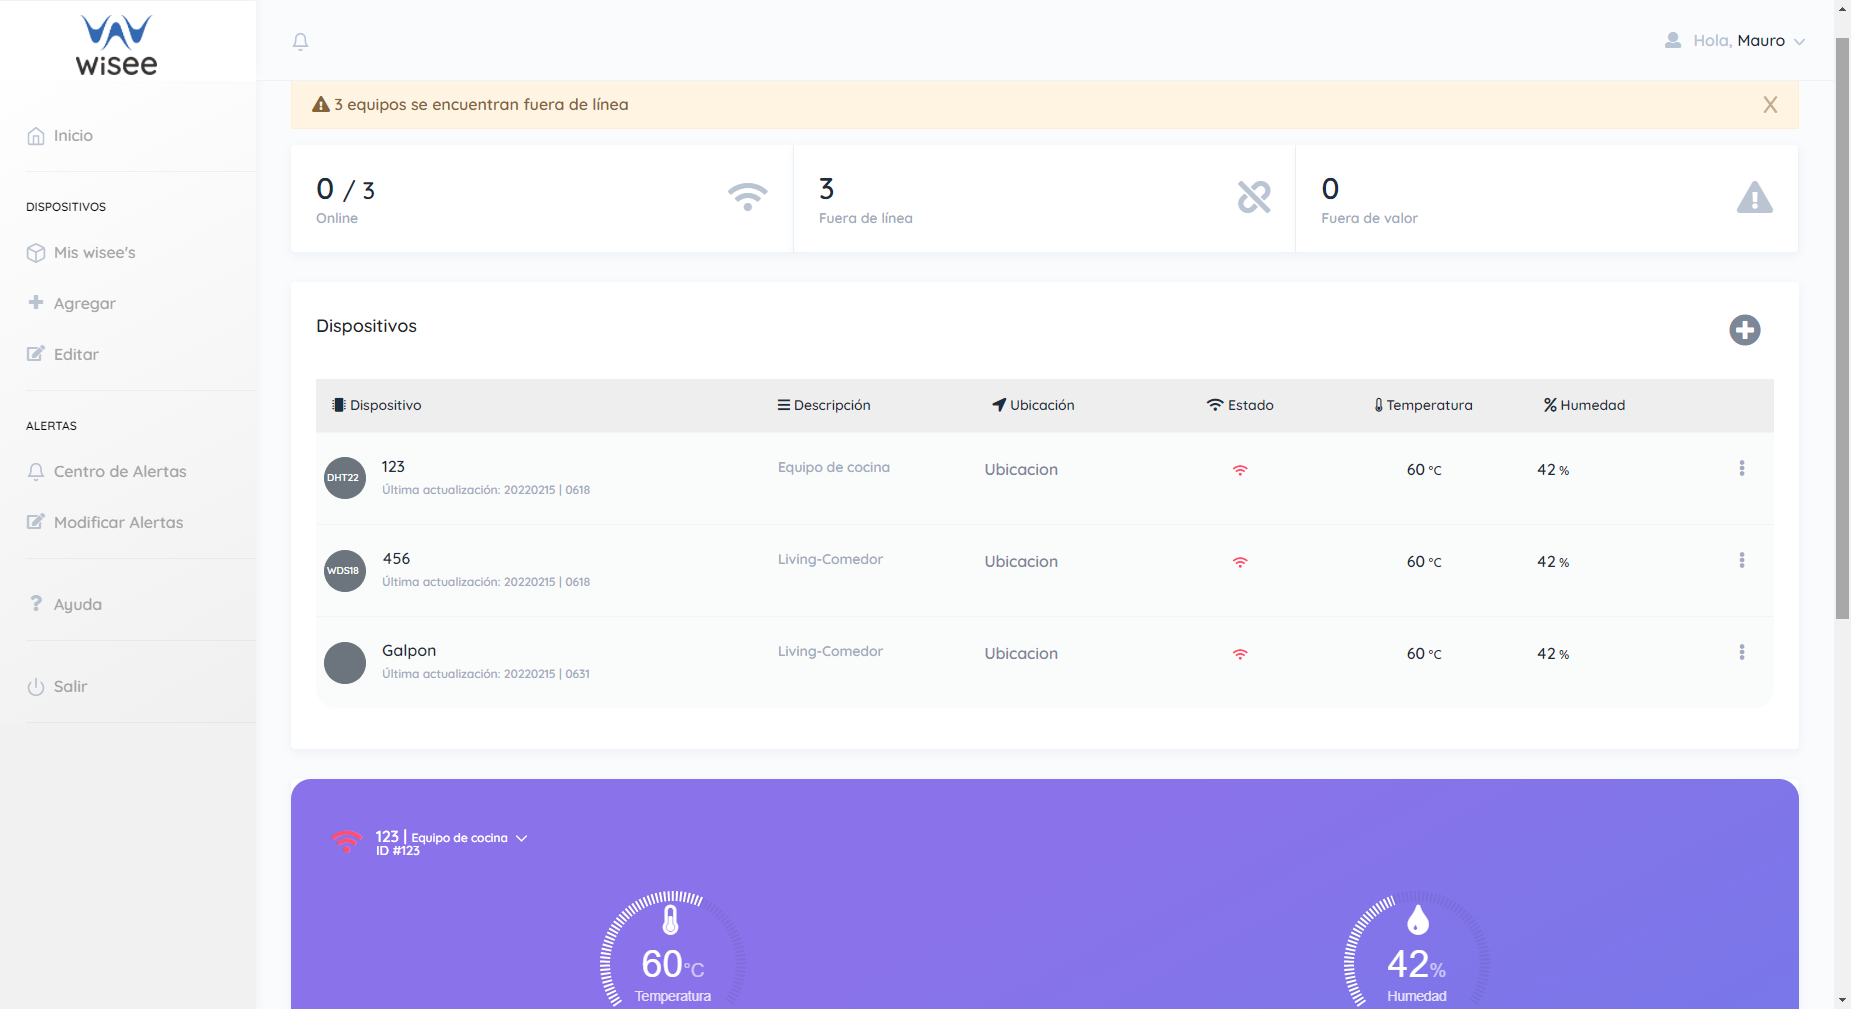 wisee
Hola, Mauro
3 equipos se encuentran fuera de línea
X
Inicio
DISPOSITIVOS
Mis wisee's
Agregar
Editar
ALERTAS
Centro de Alertas
Modificar Alertas
Ayuda
Salir
0 / 3
Online
3
Fuera de línea
0
Fuera de valor
Dispositivos
Dispositivo Descripción Ubicación Estado Temperatura Humedad
DHT22 123 Equipo de cocina Ubicacion 60 °C 42 %
Última actualización: 20220215 | 0618
WDS18 456 Living-Comedor Ubicacion 60 °C 42 %
Última actualización: 20220215 | 0618
Galpon Living-Comedor Ubicacion 60 °C 42 %
Última actualización: 20220215 | 0631
123 | Equipo de cocina
ID #123
60°C
Temperatura
42%
Humedad